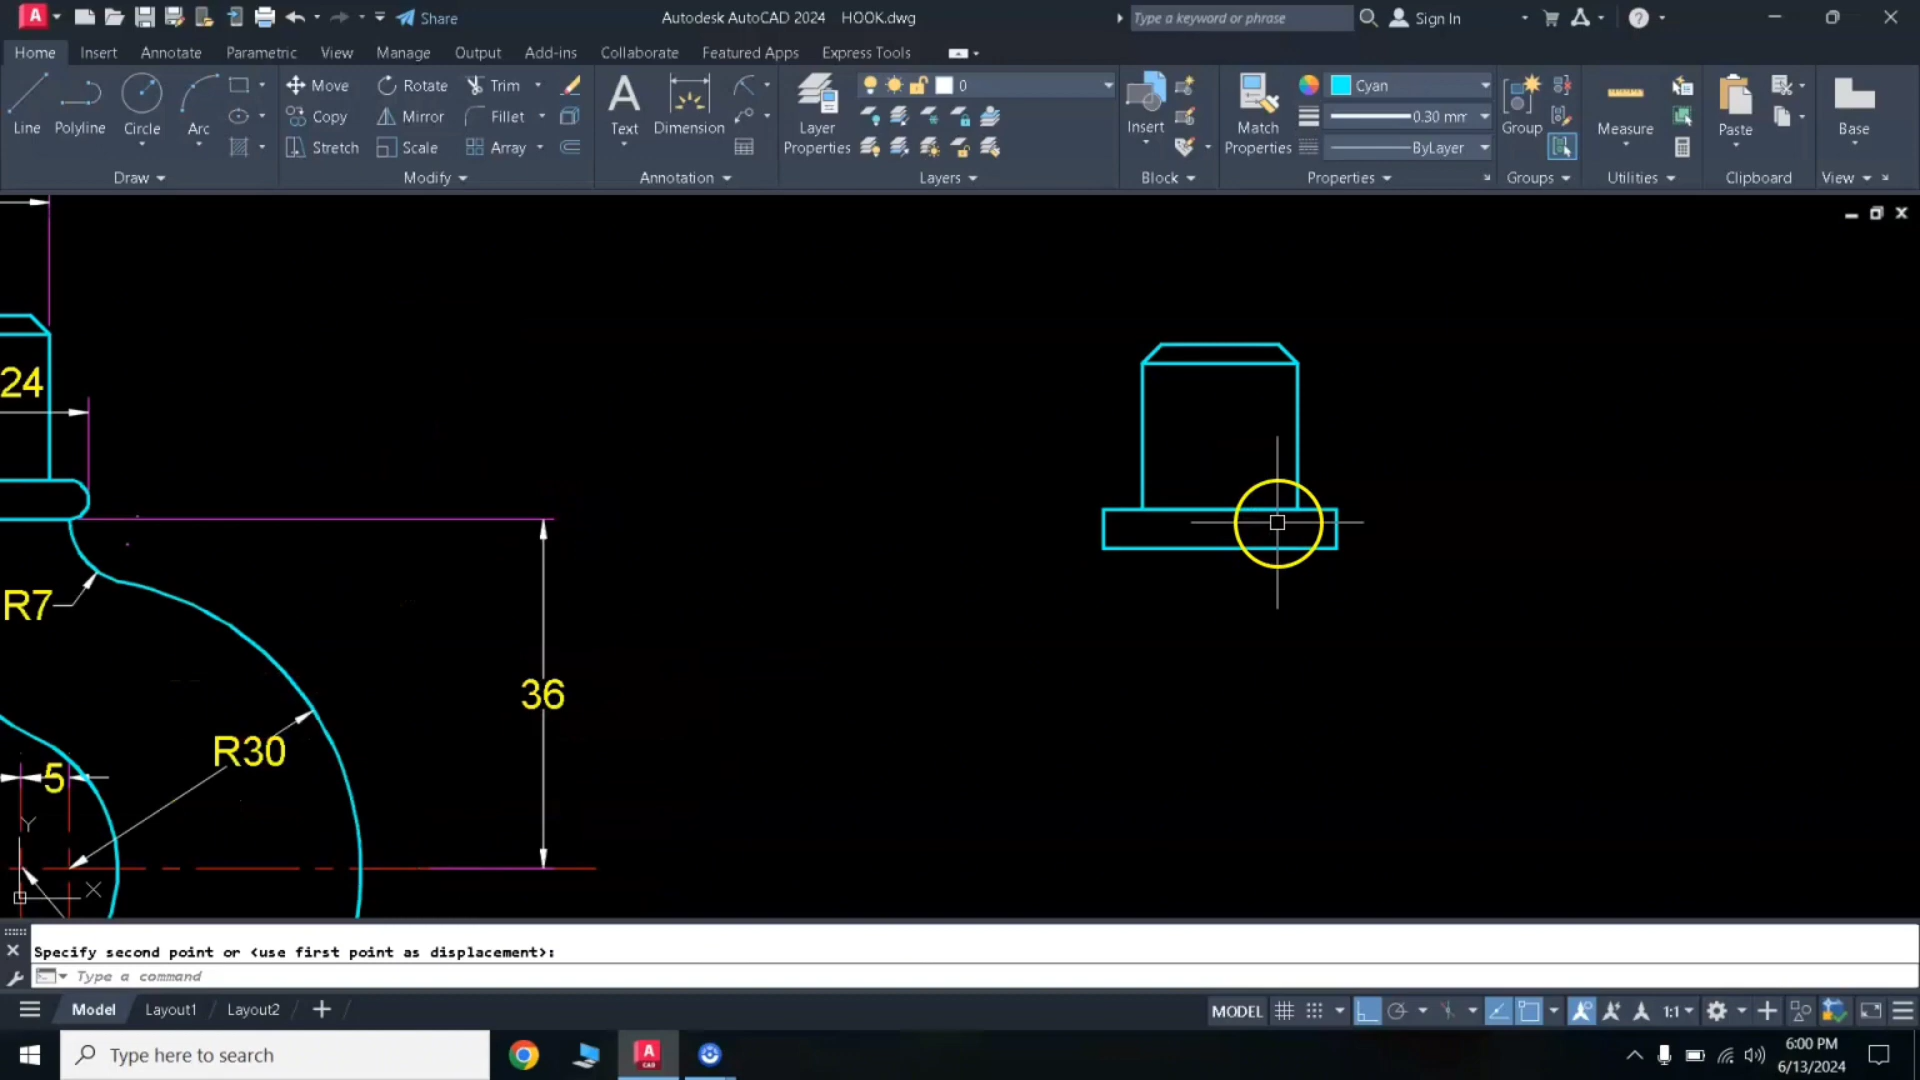 Share
Autodesk AutoCAD 2024 HOOK.dwg
Type a keyword or phrase
Sign In
Home Insert Annotate Parametric View Manage Output Add-ins Collaborate Featured Apps Express Tools
Line Polyline Circle Arc
Move Rotate Trim
Copy Mirror Fillet
Stretch Scale Array
Text Dimension
Layer Properties
0
Insert
Match Properties
Cyan
0.30 mm
ByLayer
Group
Measure
Paste
Base
Draw Modify Annotation Layers Block Properties Groups Utilities Clipboard View
24
R7
36
R30
5
Y
X
Specify second point or <use first point as displacement>:
Type a command
Model Layout1 Layout2
MODEL 1:1
Type here to search
A CAD
6:00 PM
6/13/2024